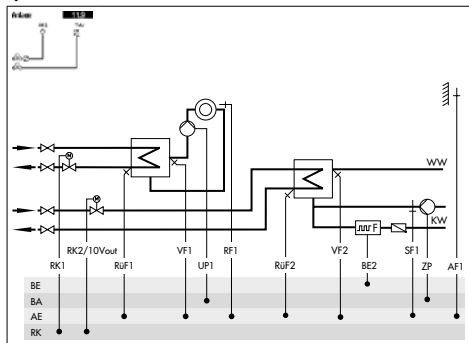 Anlage 11.9
WW
KW
RK2/10Vout
RK1 RüF1 VF1 UP1 RF1 RüF2 VF2 BE2 SF1 ZP AF1
F
BE
BA
AE
RK